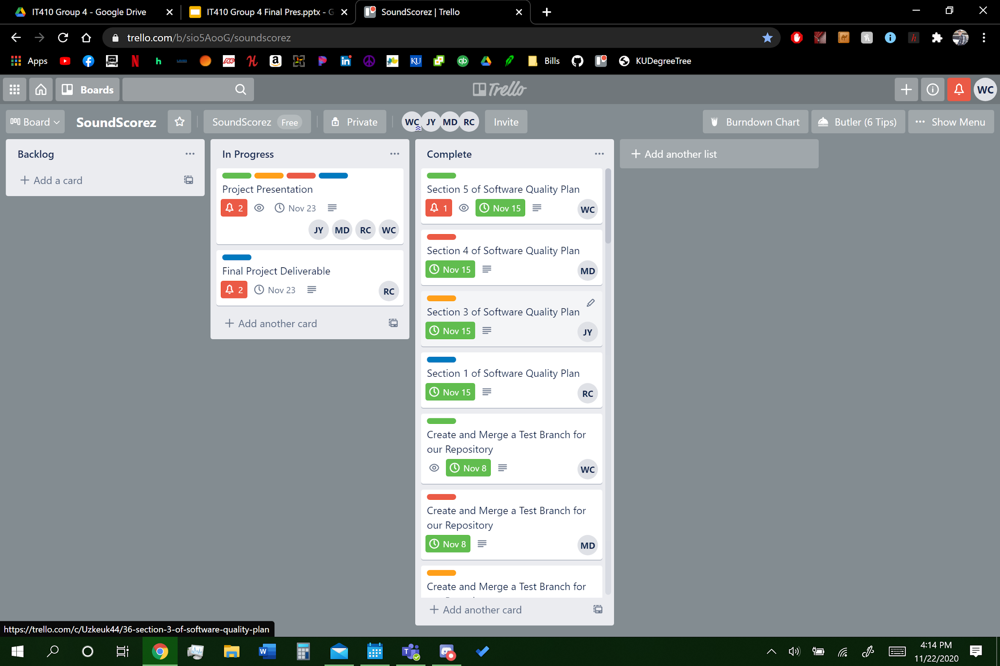 IT410 Group 4 - Google Drive
IT410 Group 4 Final Pres.pptx - G
SoundScorez | Trello
trello.com/b/sio5AooG/soundscorez
Apps
ADP
a
in
KU
qb
Bills
KUDegreeTree
Boards
Trello
WC
Board
SoundScorez
SoundScorez Free
Private
WC JY MD RC
Invite
Burndown Chart
Butler (6 Tips)
Show Menu
Backlog
Add a card
In Progress
Project Presentation
2 Nov 23
JY MD RC WC
Final Project Deliverable
2 Nov 23
RC
Add another card
Complete
Section 5 of Software Quality Plan
1 Nov 15
WC
Section 4 of Software Quality Plan
Nov 15
MD
Section 3 of Software Quality Plan
Nov 15
JY
Section 1 of Software Quality Plan
Nov 15
RC
Create and Merge a Test Branch for
our Repository
Nov 8
WC
Create and Merge a Test Branch for
our Repository
Nov 8
MD
Create and Merge a Test Branch for
Add another card
Add another list
https://trello.com/c/Uzkeuk44/36-section-3-of-software-quality-plan
4:14 PM
11/22/2020